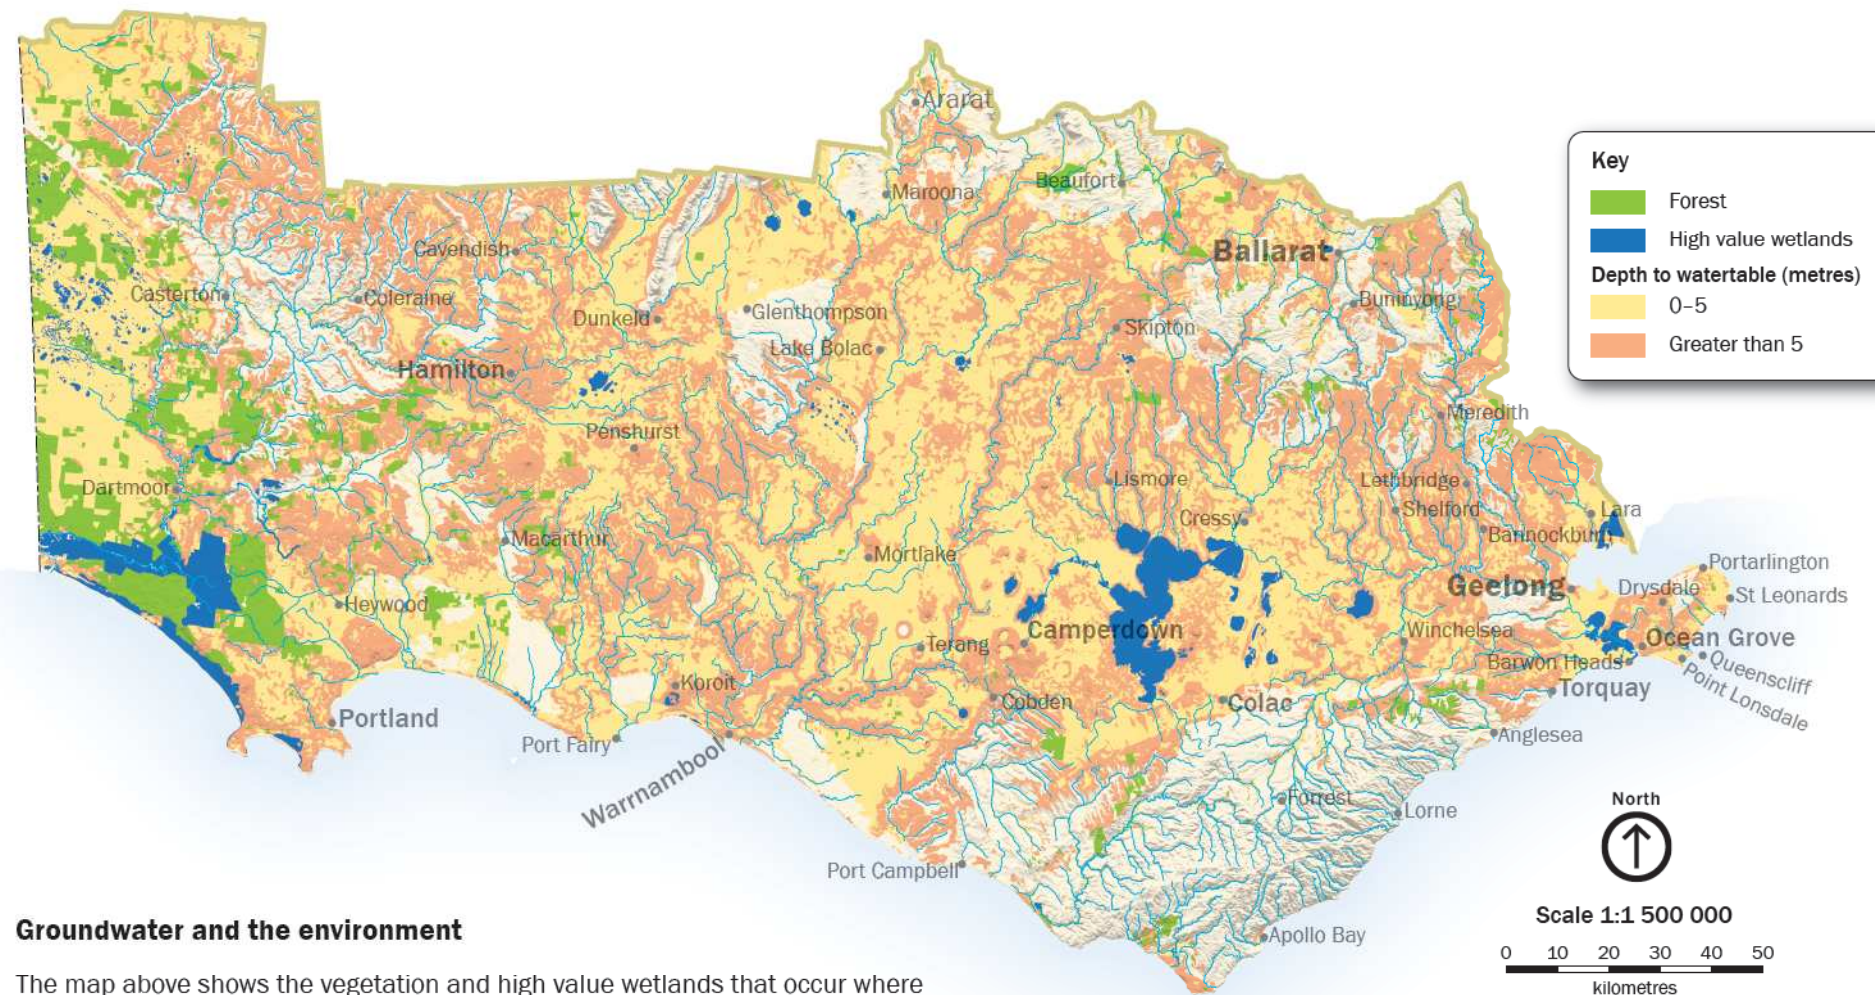 Ararat
Maroona
Beaufort
Cavendish
Ballarat
Casterton
Coleraine
Buninyong
Glenthompson
Dunkeld
Skipton
Lake Bolac
Hamilton
Meredith
Penshurst
Dartmoor
Lismore
Lethbridge
Shelford
Cressy
Lara
Bannockburn
Macarthur
Mortlake
Portarlington
Geelong
Drysdale
St Leonards
Heywood
Camperdown
Winchelsea
Terang
Ocean Grove
Barwon Heads
Queenscliff
Point Lonsdale
Koroit
Torquay
Cobden
Colac
Portland
Anglesea
Port Fairy
Warrnambool
Forrest
Lorne
Port Campbell
Apollo Bay
Key
Forest
High value wetlands
Depth to watertable (metres)
0–5
Greater than 5
North
Scale 1:1 500 000
0 10 20 30 40 50
kilometres
Groundwater and the environment
The map above shows the vegetation and high value wetlands that occur where